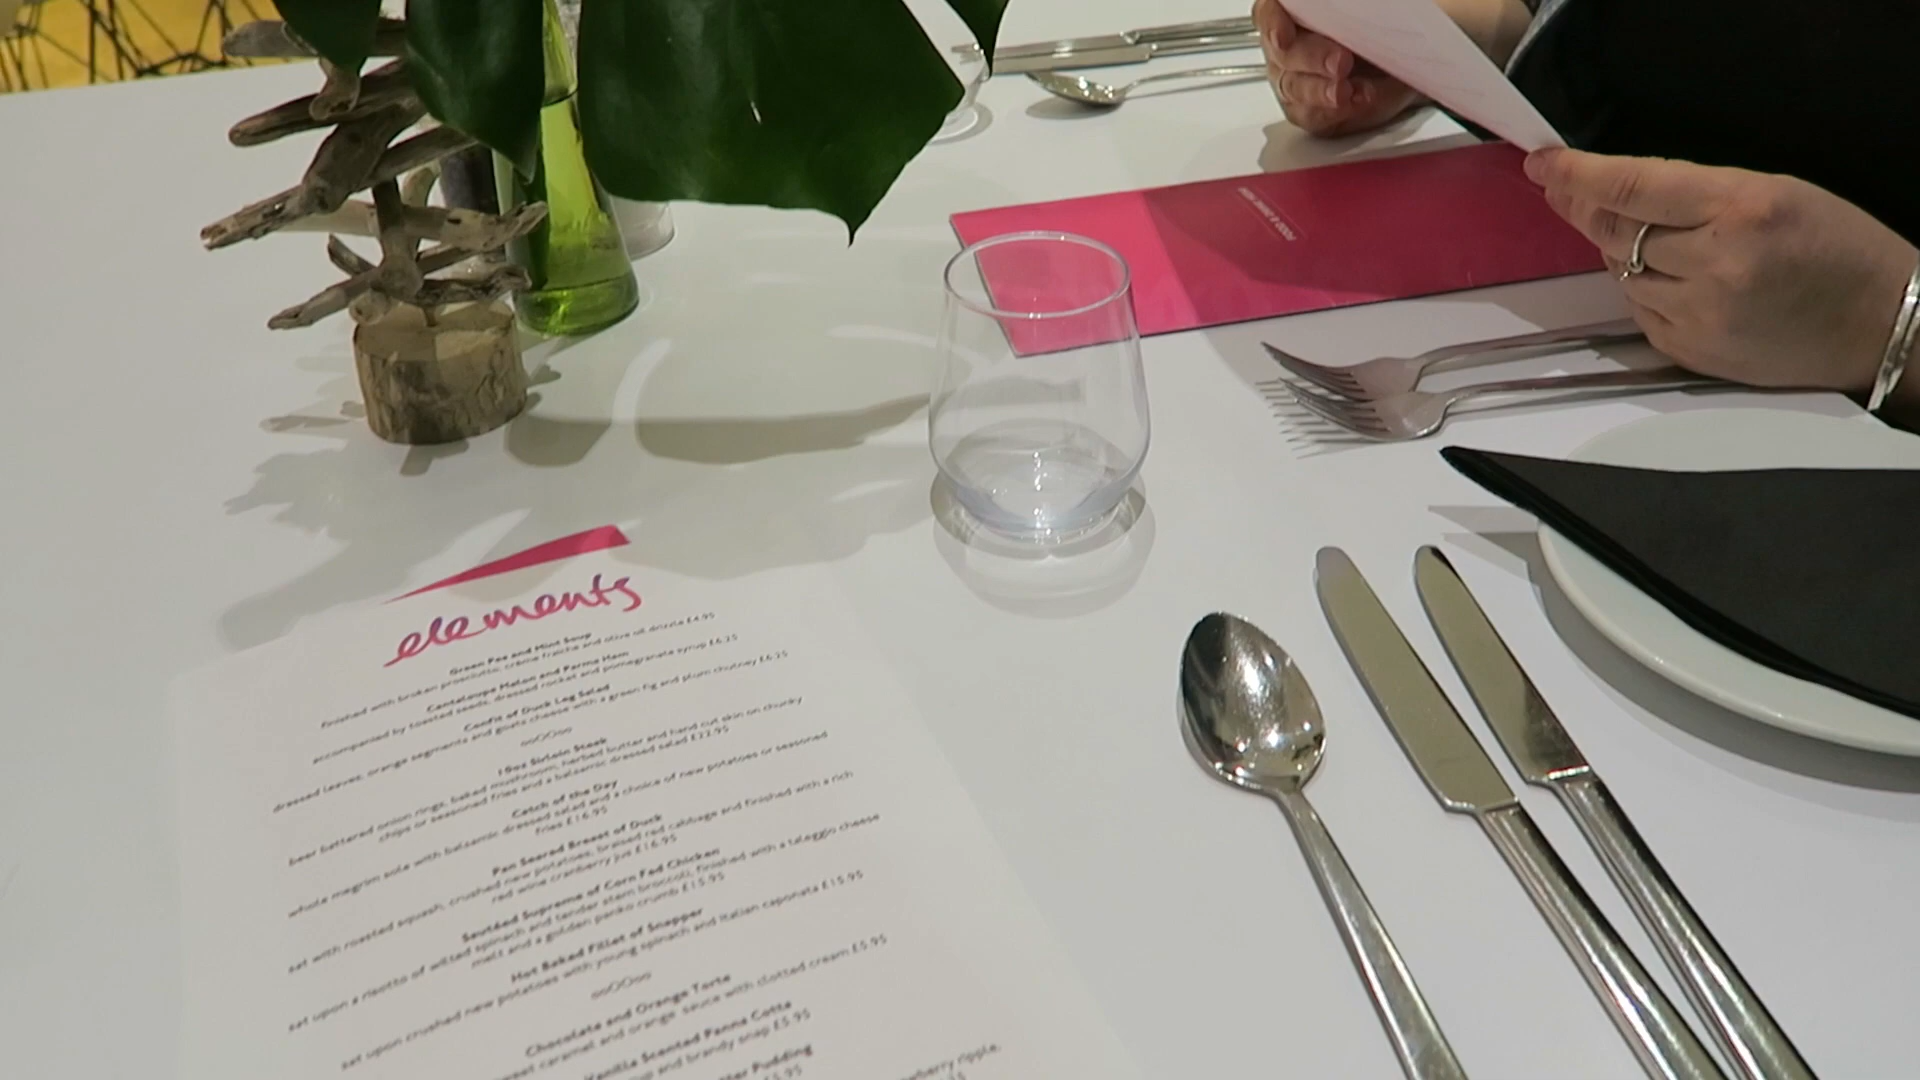 FOOD & DRINK MENU
elements
Green Pea and Mint Soup
finished with broken prosciutto, crème fraiche and olive oil drizzle £4.95
Cantaloupe Melon and Parma Ham
accompanied by toasted seeds, dressed rocket and pomegranate syrup £6.25
Confit of Duck Leg Salad
dressed leaves, orange segments and goats cheese with a green fig and plum chutney £6.25
ooOOoo
10oz Sirloin Steak
beer battered onion rings, baked mushroom, herbed butter and hand cut skin on chunky
chips or seasoned fries and a balsamic dressed salad £22.95
Catch of the Day
whole megrim sole with balsamic dressed salad and a choice of new potatoes or seasoned
fries £16.95
Pan Seared Breast of Duck
set with roasted squash, crushed new potatoes, braised red cabbage and finished with a rich
red wine cranberry jus £16.95
Sautéed Supreme of Corn Fed Chicken
set upon a risotto of wilted spinach and tender stem broccoli, finished with a taleggio cheese
melt and a golden panko crumb £15.95
Hot Baked Fillet of Snapper
set upon crushed new potatoes with young spinach and Italian caponata £15.95
ooOOoo
Chocolate and Orange Torte
sweet caramel and orange sauce with clotted cream £5.95
Vanilla Scented Panna Cotta
and brandy snap £5.95
Pudding
£5.95
ripple,